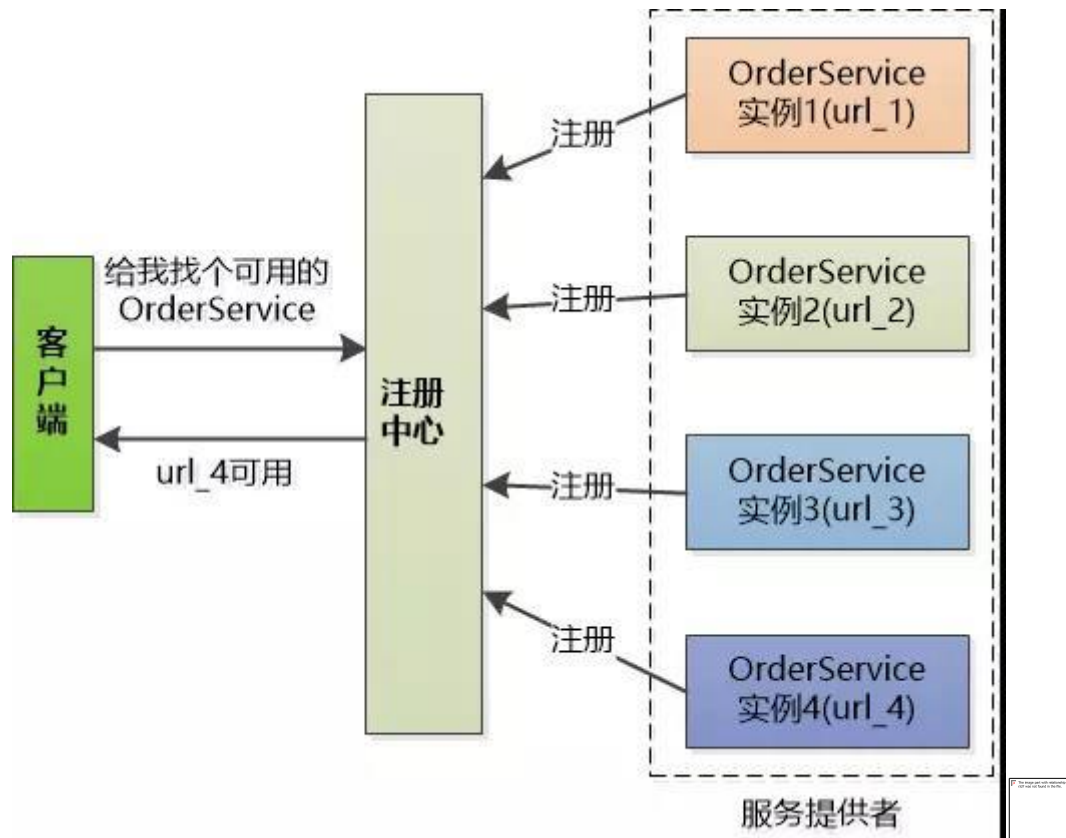 OrderService
实例1(url_1)
注册
给我找个可用的
OrderService
客户端
注册中心
url_4可用
OrderService
实例2(url_2)
注册
OrderService
实例3(url_3)
注册
OrderService
实例4(url_4)
注册
服务提供者